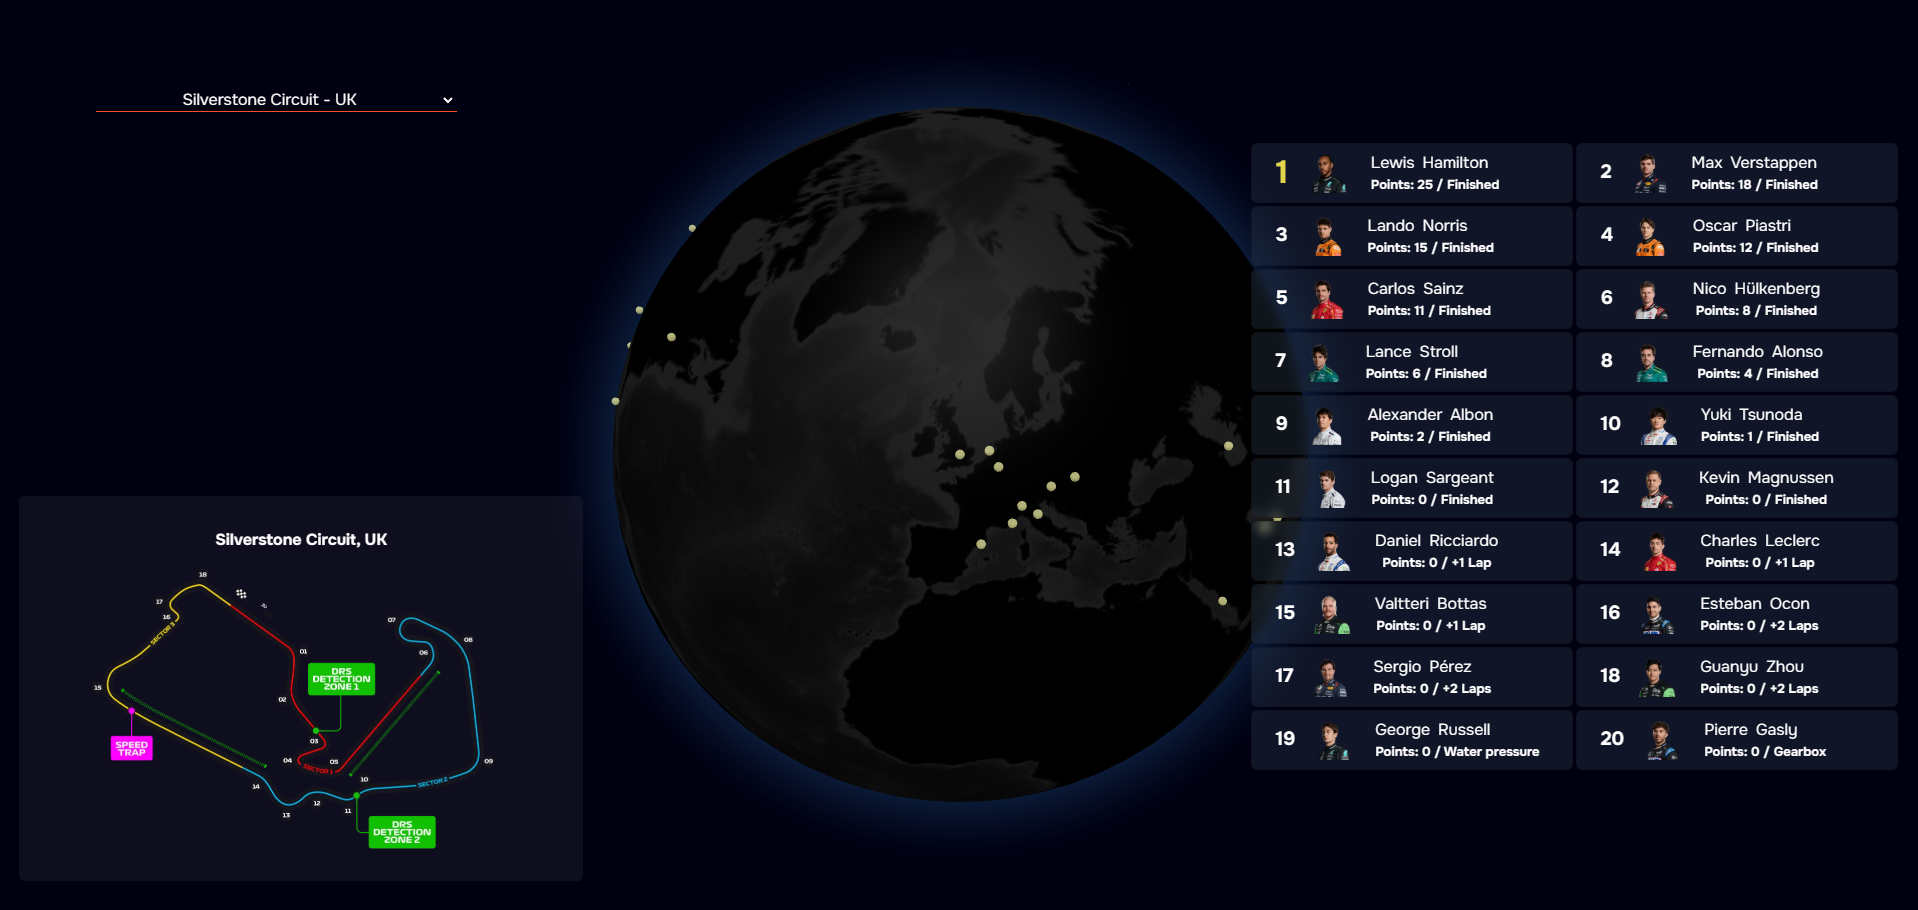 Silverstone Circuit - UK
1
Lewis Hamilton
Points: 25 / Finished
2
Max Verstappen
Points: 18 / Finished
3
Lando Norris
Points: 15 / Finished
4
Oscar Piastri
Points: 12 / Finished
5
Carlos Sainz
Points: 11 / Finished
6
Nico Hülkenberg
Points: 8 / Finished
7
Lance Stroll
Points: 6 / Finished
8
Fernando Alonso
Points: 4 / Finished
9
Alexander Albon
Points: 2 / Finished
10
Yuki Tsunoda
Points: 1 / Finished
11
Logan Sargeant
Points: 0 / Finished
12
Kevin Magnussen
Points: 0 / Finished
13
Daniel Ricciardo
Points: 0 / +1 Lap
14
Charles Leclerc
Points: 0 / +1 Lap
15
Valtteri Bottas
Points: 0 / +1 Lap
16
Esteban Ocon
Points: 0 / +2 Laps
17
Sergio Pérez
Points: 0 / +2 Laps
18
Guanyu Zhou
Points: 0 / +2 Laps
19
George Russell
Points: 0 / Water pressure
20
Pierre Gasly
Points: 0 / Gearbox
Silverstone Circuit, UK
18
17
16
SECTOR 3
15
SPEED
TRAP
01
02
DRS
DETECTION
ZONE 1
03
04
SECTOR 1
05
06
07
08
09
SECTOR 2
10
11
12
13
14
DRS
DETECTION
ZONE 2